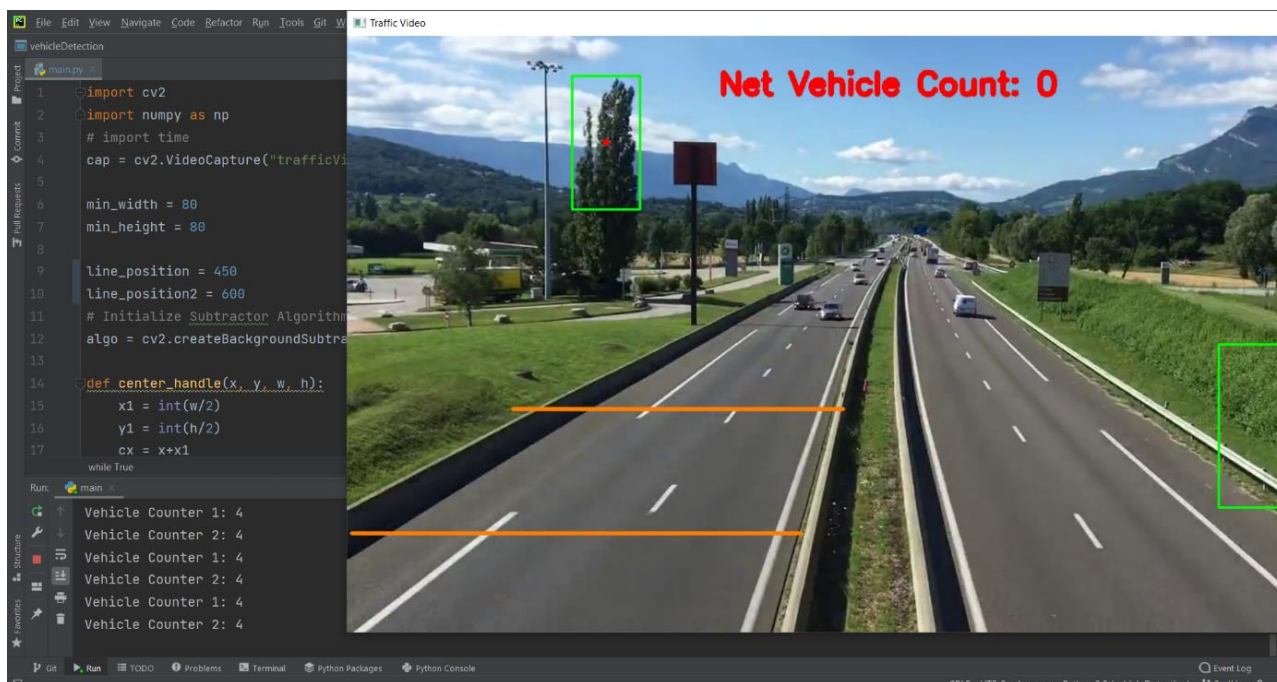 File Edit View Navigate Code Refactor Run Tools Git W
Traffic Video
vehicleDetection
main.py
Project
Commit
Pull Requests
Structure
Favorites
1 import cv2
2 import numpy as np
3 # import time
4 cap = cv2.VideoCapture("trafficVi
5
6 min_width = 80
7 min_height = 80
8
9 line_position = 450
10 line_position2 = 600
11 # Initialize Subtractor Algorithm
12 algo = cv2.createBackgroundSubtra
13
14 def center_handle(x, y, w, h):
15 x1 = int(w/2)
16 y1 = int(h/2)
17 cx = x+x1
while True
Net Vehicle Count: 0
Run: main
Vehicle Counter 1: 4
Vehicle Counter 2: 4
Vehicle Counter 1: 4
Vehicle Counter 2: 4
Vehicle Counter 1: 4
Vehicle Counter 2: 4
Git Run TODO Problems Terminal Python Packages Python Console Event Log